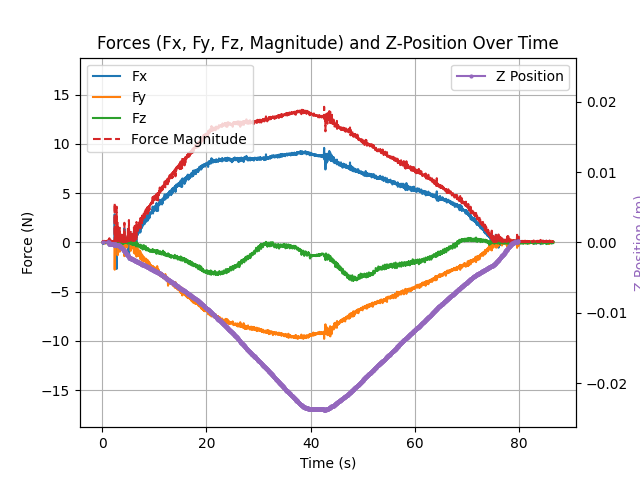 Forces (Fx, Fy, Fz, Magnitude) and Z-Position Over Time
Fx
Fy
Fz
Force Magnitude
Z Position
Force (N)
15
10
5
0
−5
−10
−15
0.02
0.01
0.00
−0.01
−0.02
Z Position (m)
0
20
40
60
80
Time (s)